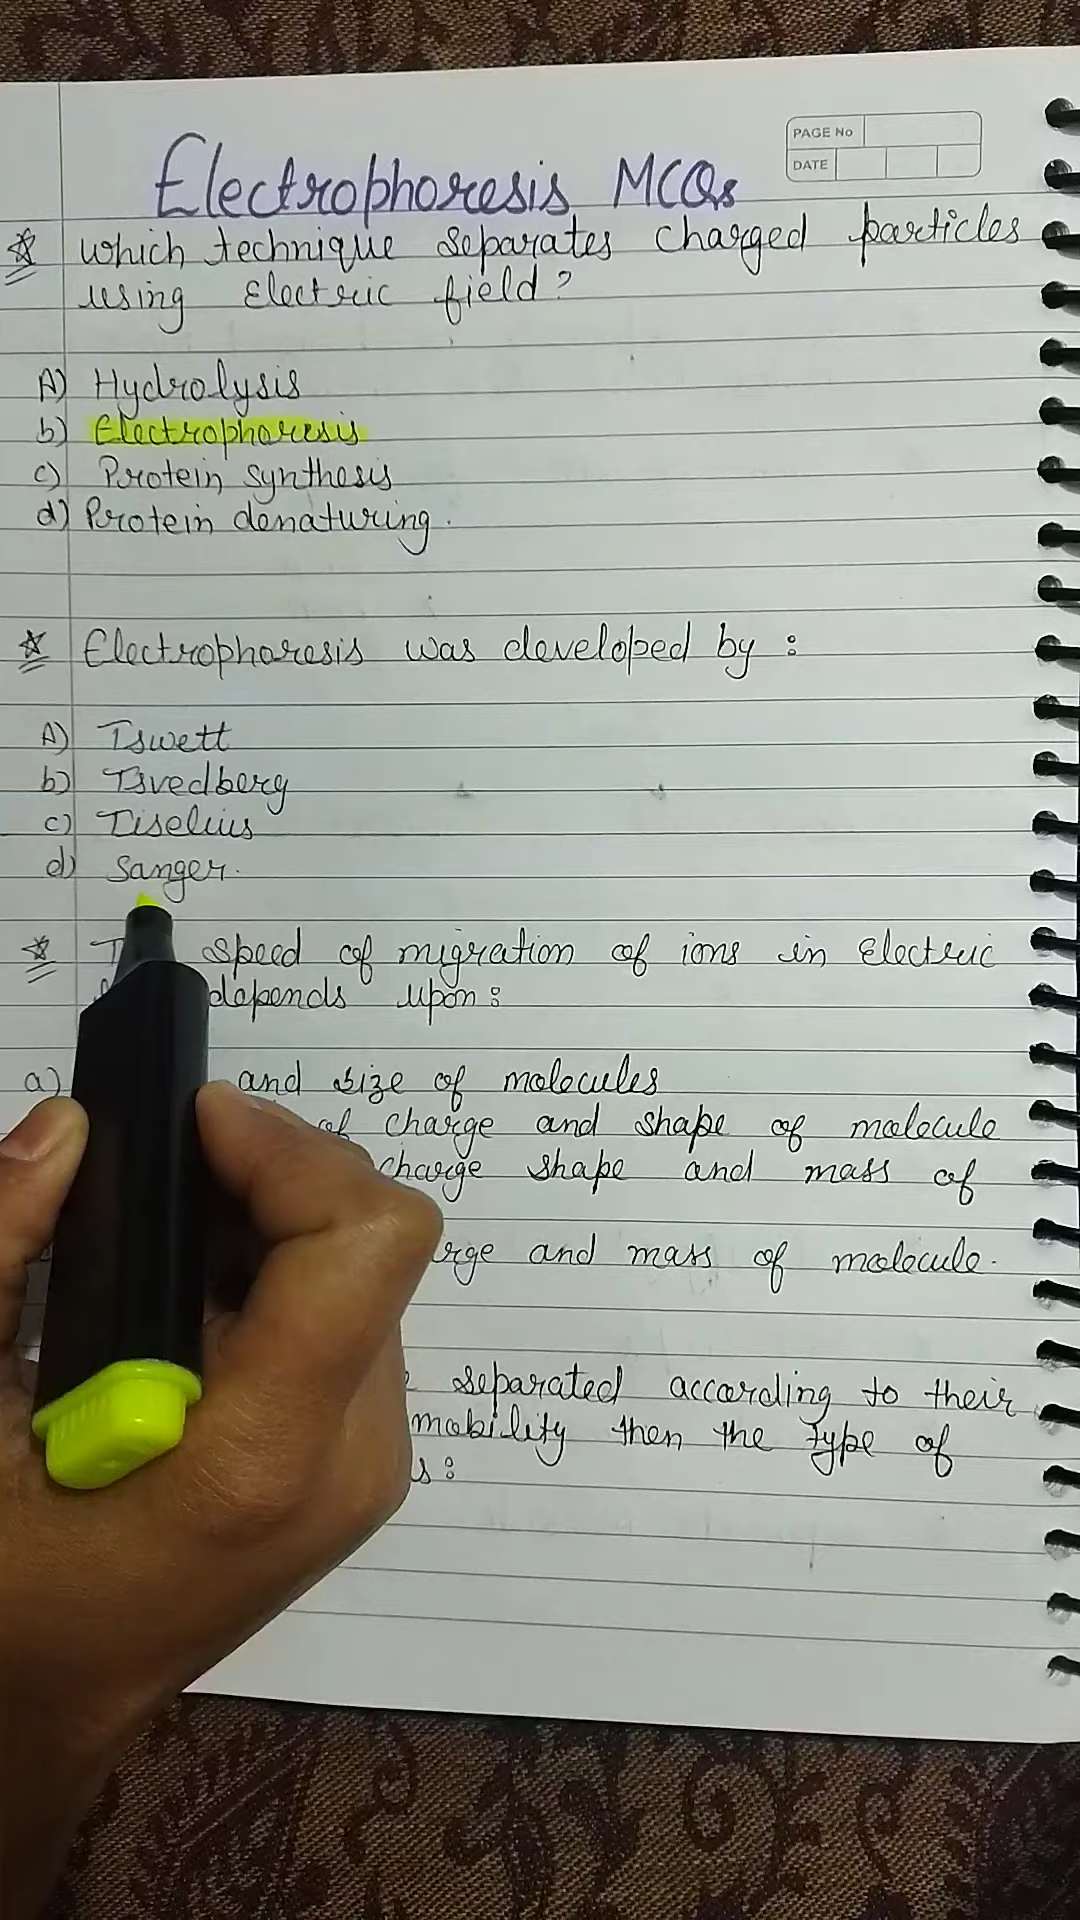 PAGE No
DATE
Electrophoresis MCQs
which technique separates charged particles
using Electric field?
A) Hydrolysis
b) Electrophoresis
c) Protein synthesis
d) Protein denaturing.
Electrophoresis was developed by :
A) Tswett
b) Tsvedberg
c) Tiselius
d) Sanger.
speed of migration of ions in Electric
depends upon:
a) and size of molecules
of charge and shape of molecule
charge shape and mass of
and mass of molecule.
separated according to their
mobility then the type of